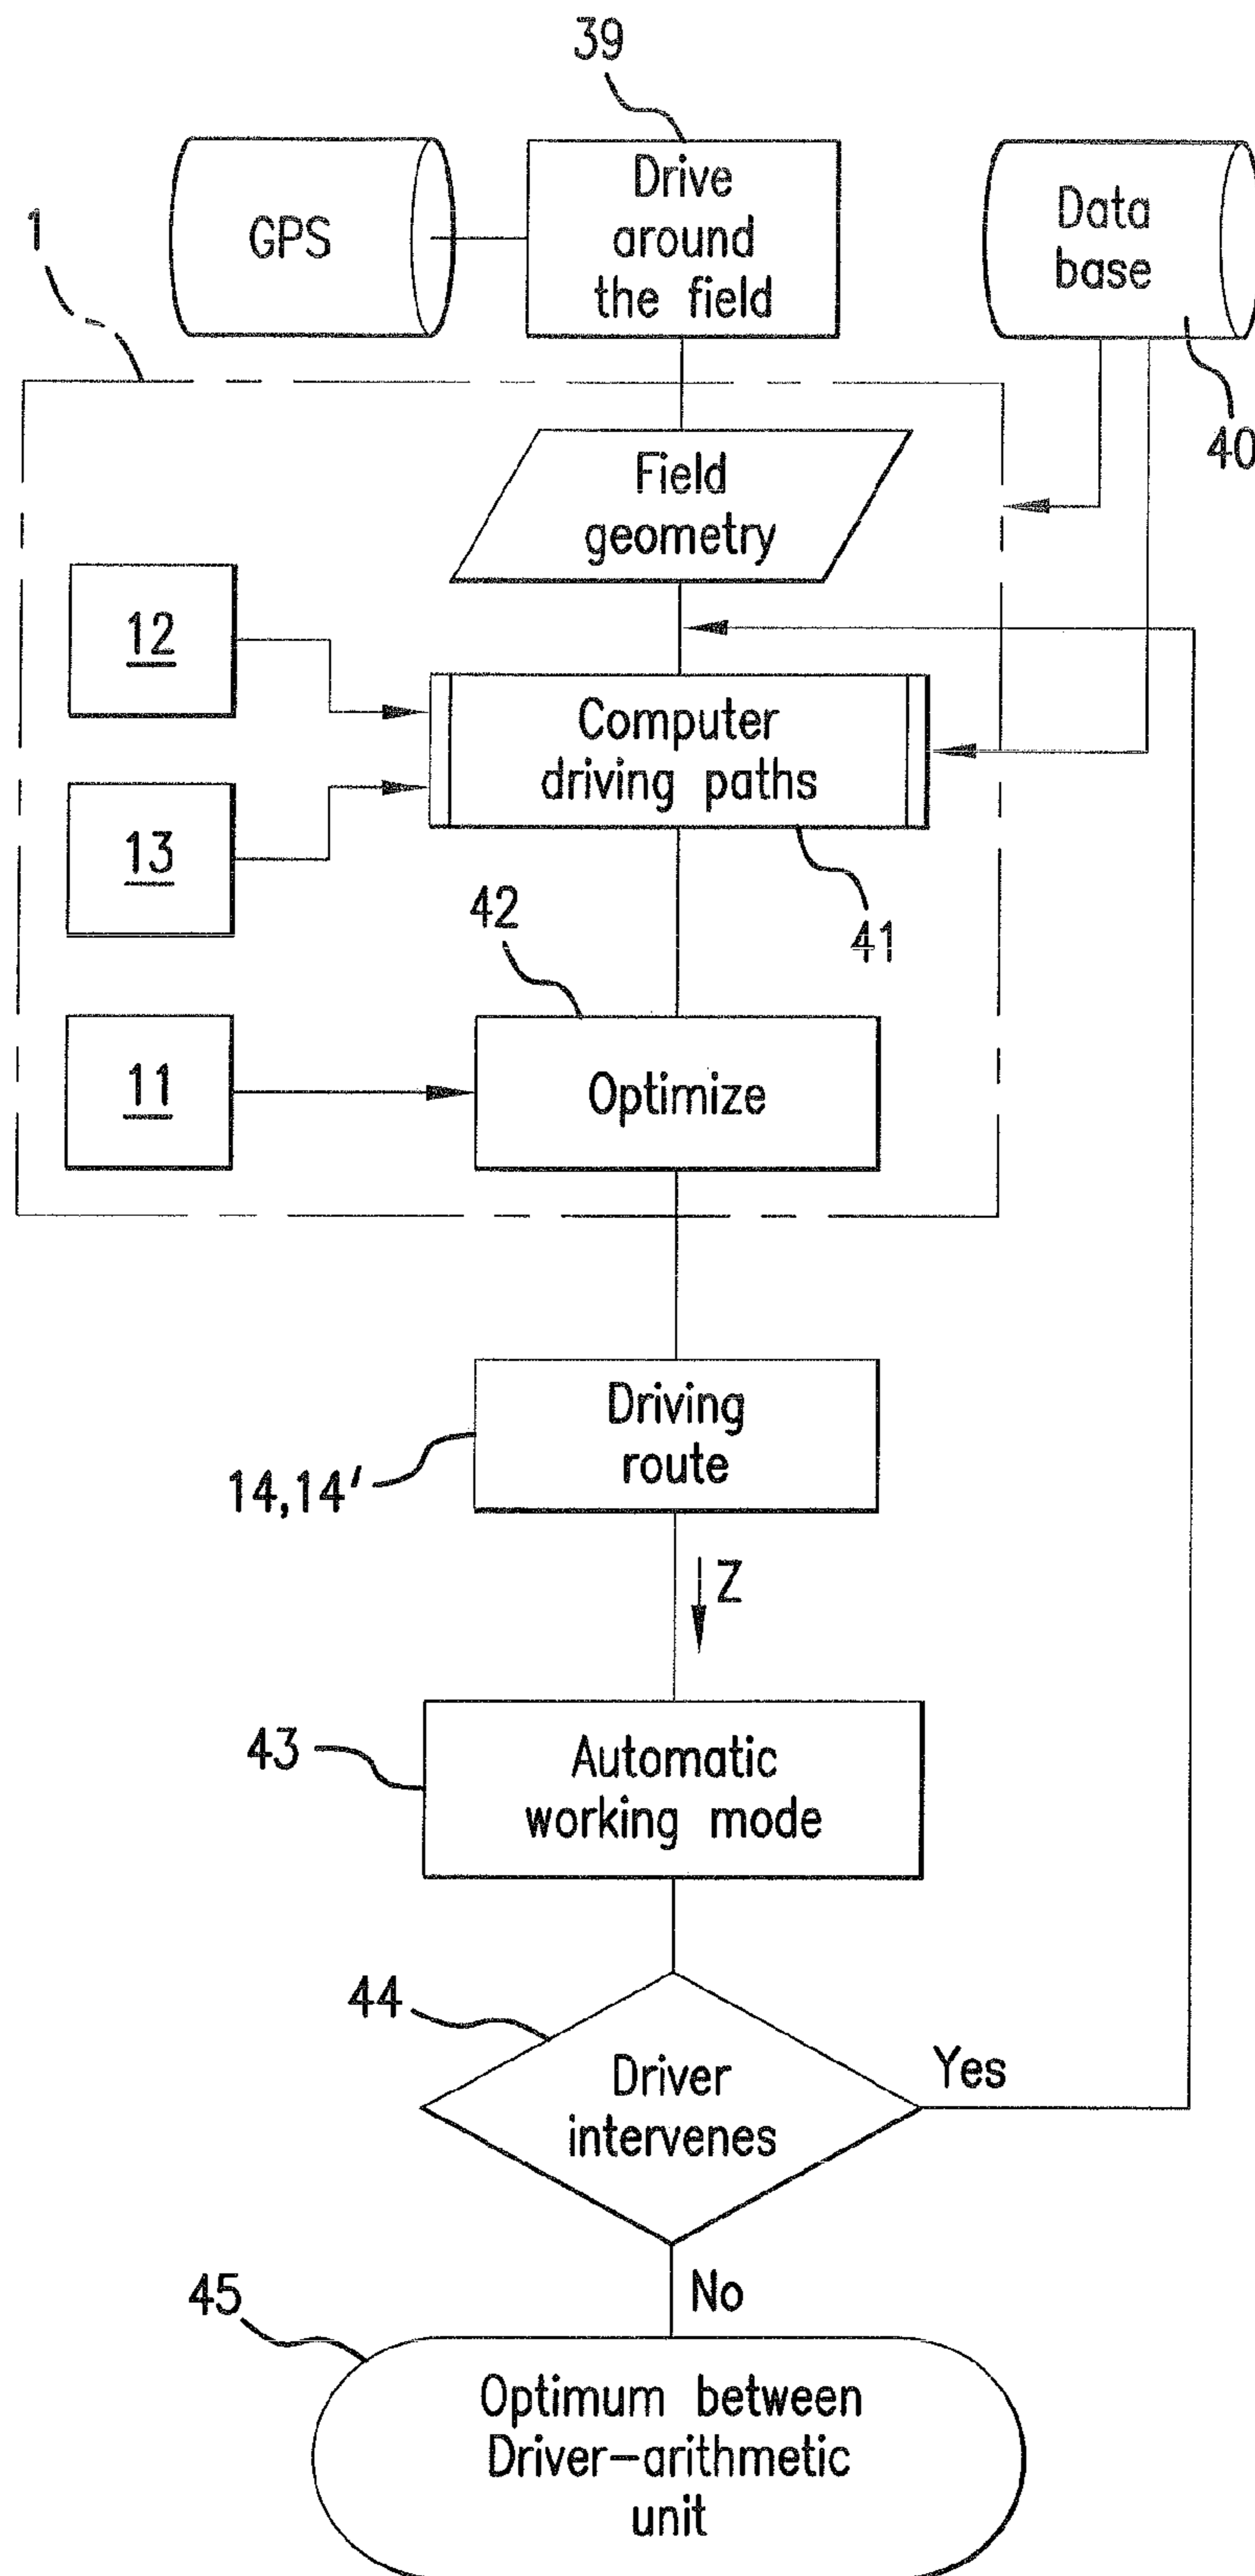 39
GPS
Drive
around
the field
Data
base
1
40
Field
geometry
12
Computer
driving paths
13
41
42
11
Optimize
Driving
route
14,14'
Z
43
Automatic
working mode
44
Driver
intervenes
Yes
No
45
Optimum between
Driver-arithmetic
unit